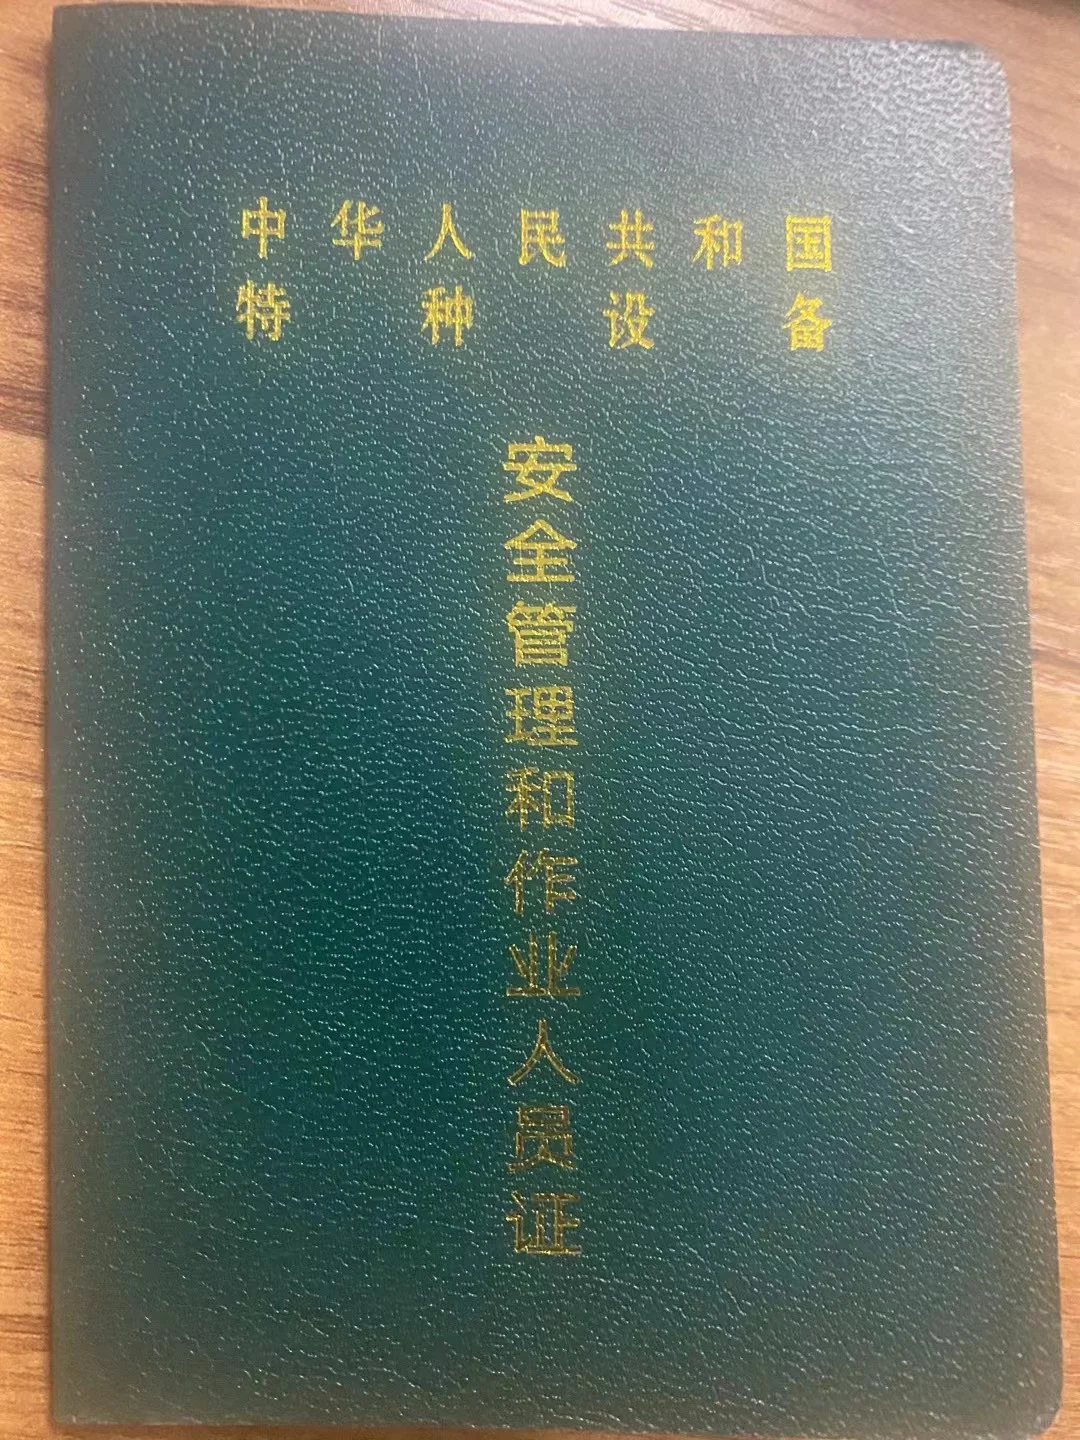 中华人民共和国
特种设备
安全管理和作业人员证